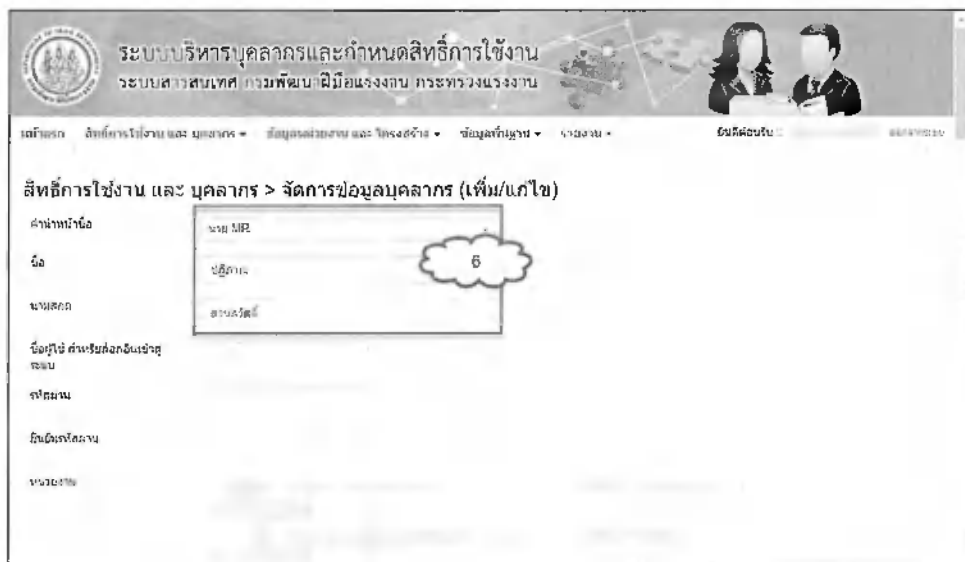 ระบบบริหารบุคลากรและกำหนดสิทธิ์การใช้งาน
ระบบสารสนเทศ กรมพัฒนาฝีมือแรงงาน กระทรวงแรงงาน
หน้าแรก สิทธิ์การใช้งาน และ บุคลากร ข้อมูลหน่วยงาน และ โครงสร้าง ข้อมูลพื้นฐาน รายงาน ยินดีต้อนรับ ออกจากระบบ
สิทธิ์การใช้งาน และ บุคลากร > จัดการข้อมูลบุคลากร (เพิ่ม/แก้ไข)
คำนำหน้าชื่อ นาย MR.
6
ชื่อ
นามสกุล
ชื่อผู้ใช้ สำหรับล็อกอินเข้าสู่
ระบบ
รหัสผ่าน
ยืนยันรหัสผ่าน
หน่วยงาน